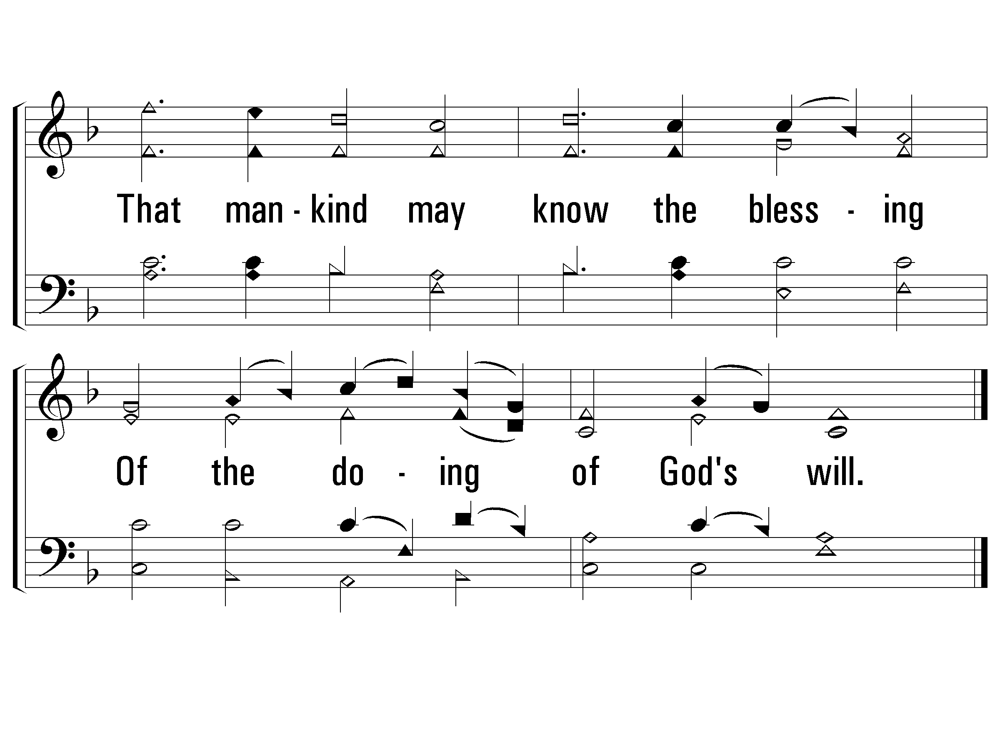 That man - kind may know the bless - ing
Of the do - ing of God's will.